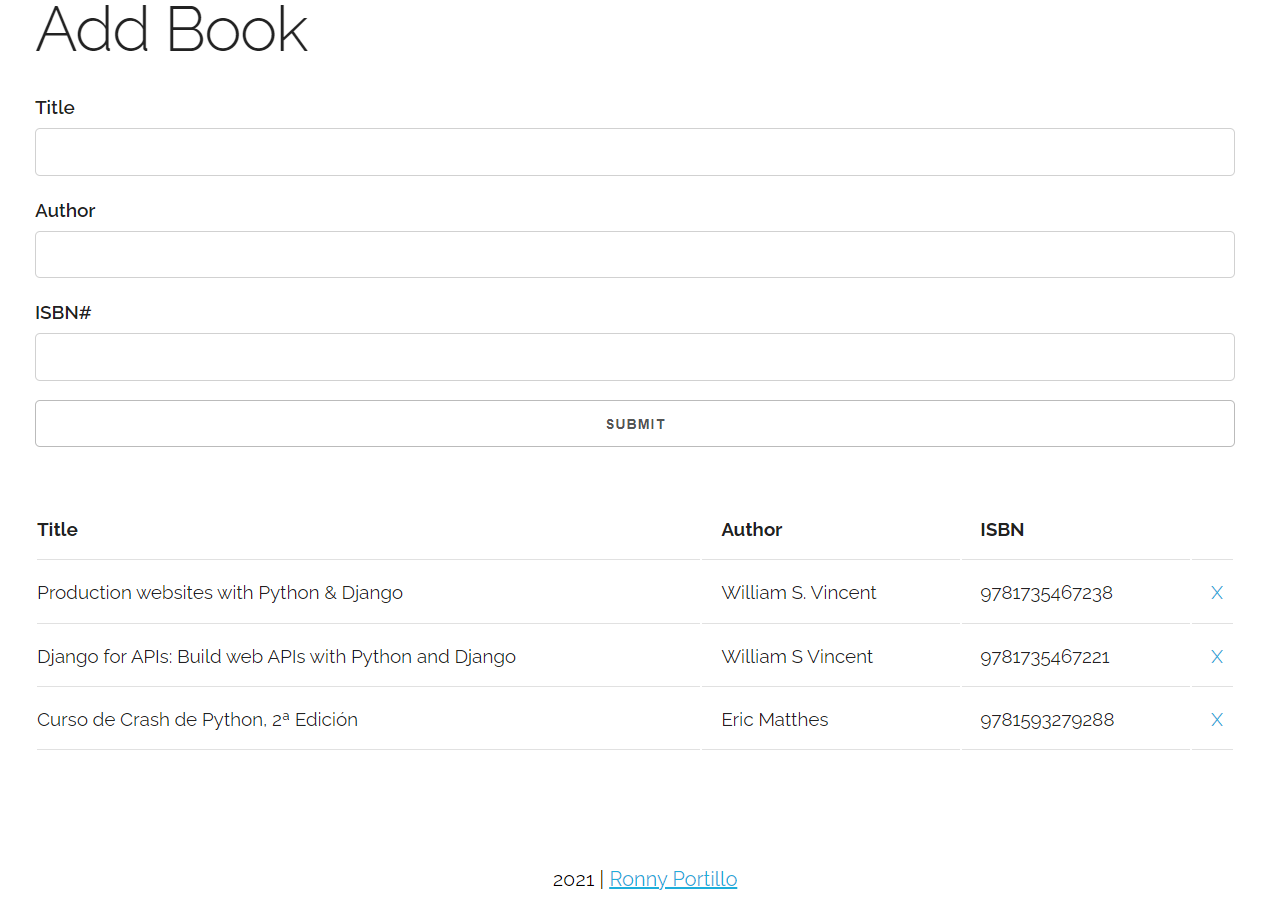 Add Book
Title
Author
ISBN#
SUBMIT
Title Author ISBN
Production websites with Python & Django William S. Vincent 9781735467238 X
Django for APIs: Build web APIs with Python and Django William S Vincent 9781735467221 X
Curso de Crash de Python, 2ª Edición Eric Matthes 9781593279288 X
2021 | Ronny Portillo